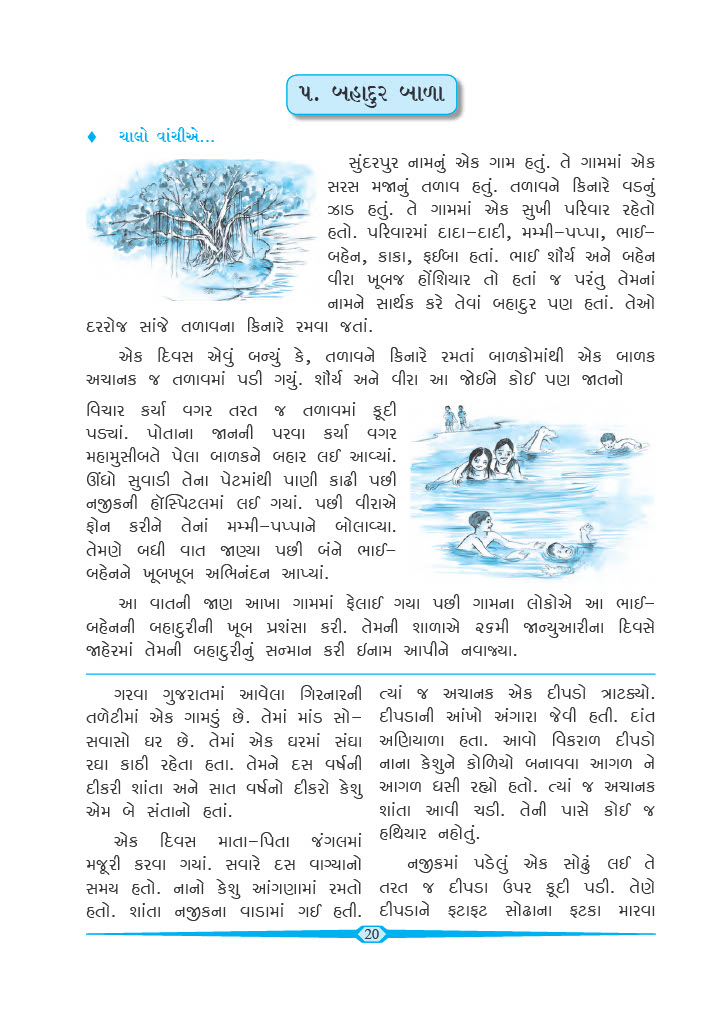 ૫. બહાદુર બાળા
♦ ચાલો વાંચીએ...
સુંદરપુર નામનું એક ગામ હતું. તે ગામમાં એક
સરસ મજાનું તળાવ હતું. તળાવને કિનારે વડનું
ઝાડ હતું. તે ગામમાં એક સુખી પરિવાર રહેતો
હતો. પરિવારમાં દાદા-દાદી, મમ્મી-પપ્પા, ભાઈ-
બહેન, કાકા, ફઈબા હતાં. ભાઈ શૌર્ય અને બહેન
વીરા ખૂબજ હોંશિયાર તો હતાં જ પરંતુ તેમનાં
નામને સાર્થક કરે તેવાં બહાદુર પણ હતાં. તેઓ
દરરોજ સાંજે તળાવના કિનારે રમવા જતાં.
એક દિવસ એવું બન્યું કે, તળાવને કિનારે રમતાં બાળકોમાંથી એક બાળક
અચાનક જ તળાવમાં પડી ગયું. શૌર્ય અને વીરા આ જોઈને કોઈ પણ જાતનો
વિચાર કર્યા વગર તરત જ તળાવમાં કૂદી
પડ્યાં. પોતાના જાનની પરવા કર્યા વગર
મહામુસીબતે પેલા બાળકને બહાર લઈ આવ્યાં.
ઊંધો સુવાડી તેના પેટમાંથી પાણી કાઢી પછી
નજીકની હૉસ્પિટલમાં લઈ ગયાં. પછી વીરાએ
ફોન કરીને તેનાં મમ્મી-પપ્પાને બોલાવ્યા.
તેમણે બધી વાત જાણ્યા પછી બંને ભાઈ-
બહેનને ખૂબખૂબ અભિનંદન આપ્યાં.
આ વાતની જાણ આખા ગામમાં ફેલાઈ ગયા પછી ગામના લોકોએ આ ભાઈ-
બહેનની બહાદુરીની ખૂબ પ્રશંસા કરી. તેમની શાળાએ ૨૬મી જાન્યુઆરીના દિવસે
જાહેરમાં તેમની બહાદુરીનું સન્માન કરી ઈનામ આપીને નવાજ્યા.
ગરવા ગુજરાતમાં આવેલા ગિરનારની
તળેટીમાં એક ગામડું છે. તેમાં માંડ સો-
સવાસો ઘર છે. તેમાં એક ઘરમાં સંઘા
રઘા કાઠી રહેતા હતા. તેમને દસ વર્ષની
દીકરી શાંતા અને સાત વર્ષનો દીકરો કેશુ
એમ બે સંતાનો હતાં.
એક દિવસ માતા-પિતા જંગલમાં
મજૂરી કરવા ગયાં. સવારે દસ વાગ્યાનો
સમય હતો. નાનો કેશુ આંગણામાં રમતો
હતો. શાંતા નજીકના વાડામાં ગઈ હતી.
ત્યાં જ અચાનક એક દીપડો ત્રાટક્યો.
દીપડાની આંખો અંગારા જેવી હતી. દાંત
અણિયાળા હતા. આવો વિકરાળ દીપડો
નાના કેશુને કોળિયો બનાવવા આગળ ને
આગળ ધસી રહ્યો હતો. ત્યાં જ અચાનક
શાંતા આવી ચડી. તેની પાસે કોઈ જ
હથિયાર નહોતું.
નજીકમાં પડેલું એક સોઢું લઈ તે
તરત જ દીપડા ઉપર કૂદી પડી. તેણે
દીપડાને ફટાફટ સોઢાના ફટકા મારવા
20